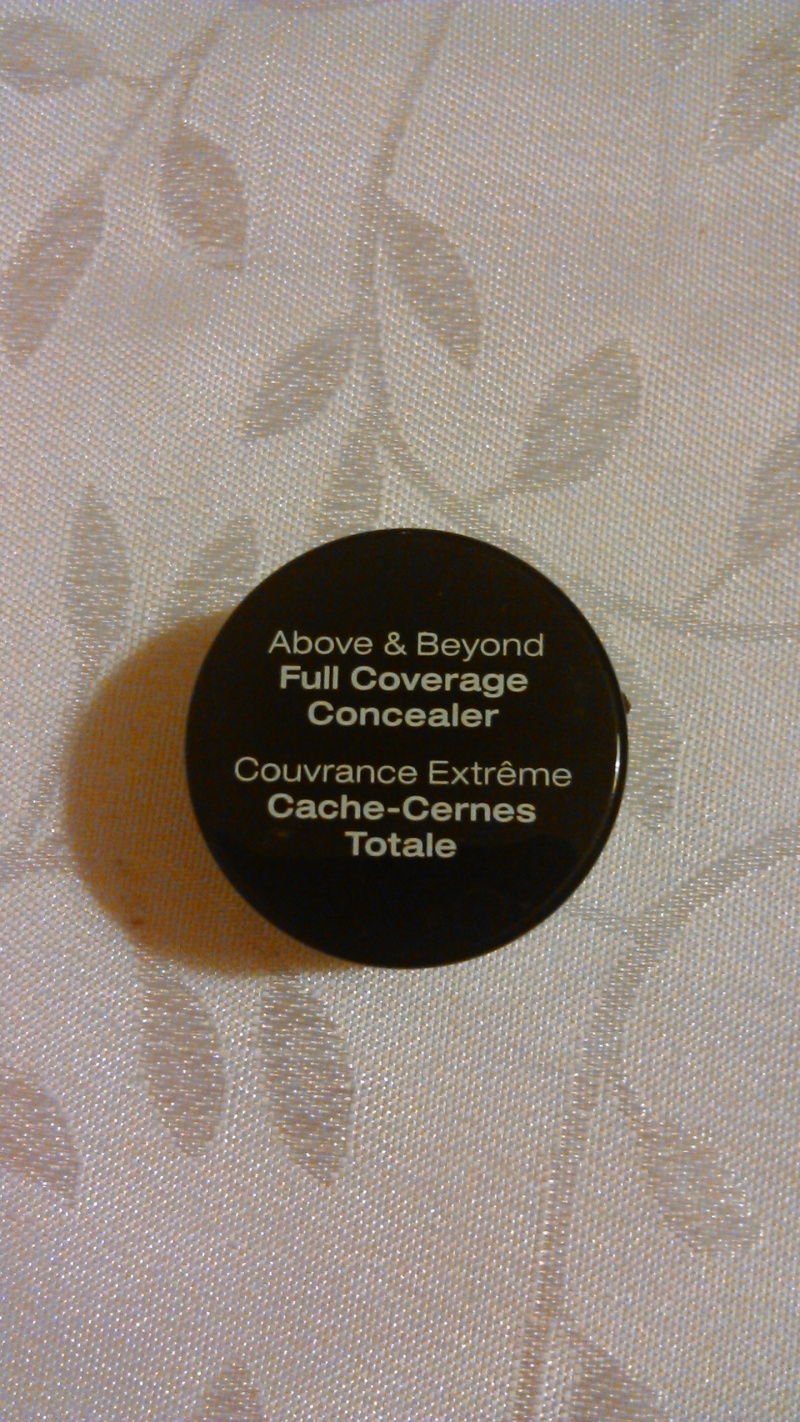 Above & Beyond
Full Coverage
Concealer
Couvrance Extrême
Cache-Cernes
Totale